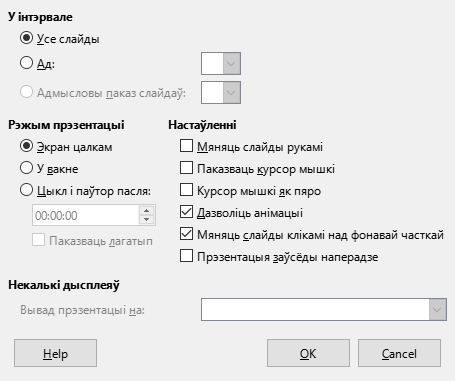 У інтэрвале
Усе слайды
Ад:
Адмысловы паказ слайдаў:
Рэжым прэзентацыі
Экран цалкам
У вакне
Цыкл і паўтор пасля:
00:00:00
Паказваць лагатып
Настаўленні
Мяняць слайды рукамі
Паказваць курсор мышкі
Курсор мышкі як пяро
Дазволіць анімацыі
Мяняць слайды клікамі над фонавай часткай
Прэзентацыя заўсёды наперадзе
Некалькі дысплеяў
Вывад прэзентацыі на:
Help
OK
Cancel